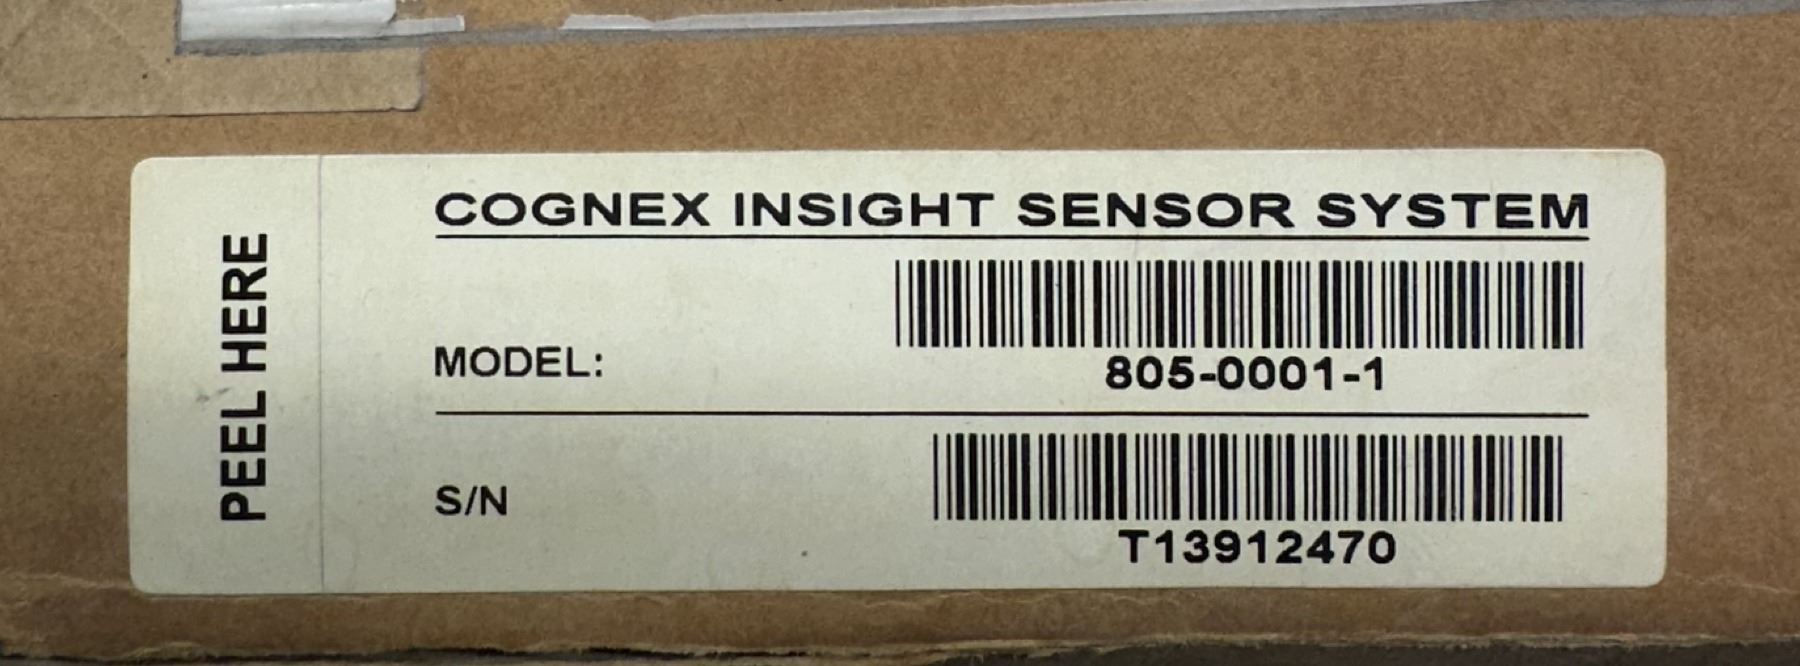 PEEL HERE
COGNEX INSIGHT SENSOR SYSTEM
MODEL:
805-0001-1
S/N
T13912470